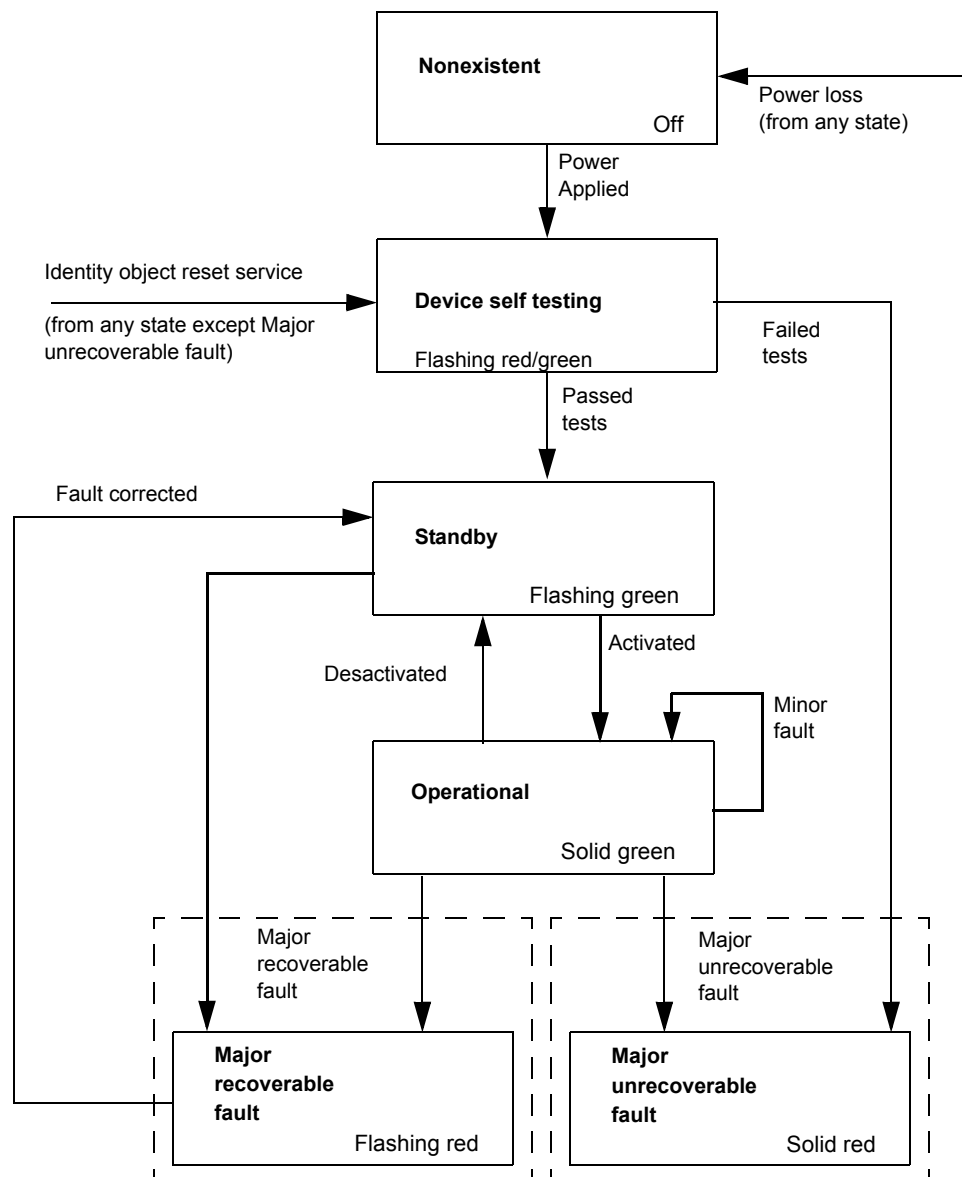 Nonexistent
Off
Power loss
(from any state)
Power
Applied
Identity object reset service
(from any state except Major
unrecoverable fault)
Device self testing
Flashing red/green
Failed
tests
Passed
tests
Fault corrected
Standby
Flashing green
Activated
Desactivated
Minor
fault
Operational
Solid green
Major
recoverable
fault
Major
unrecoverable
fault
Major
recoverable
fault
Flashing red
Major
unrecoverable
fault
Solid red